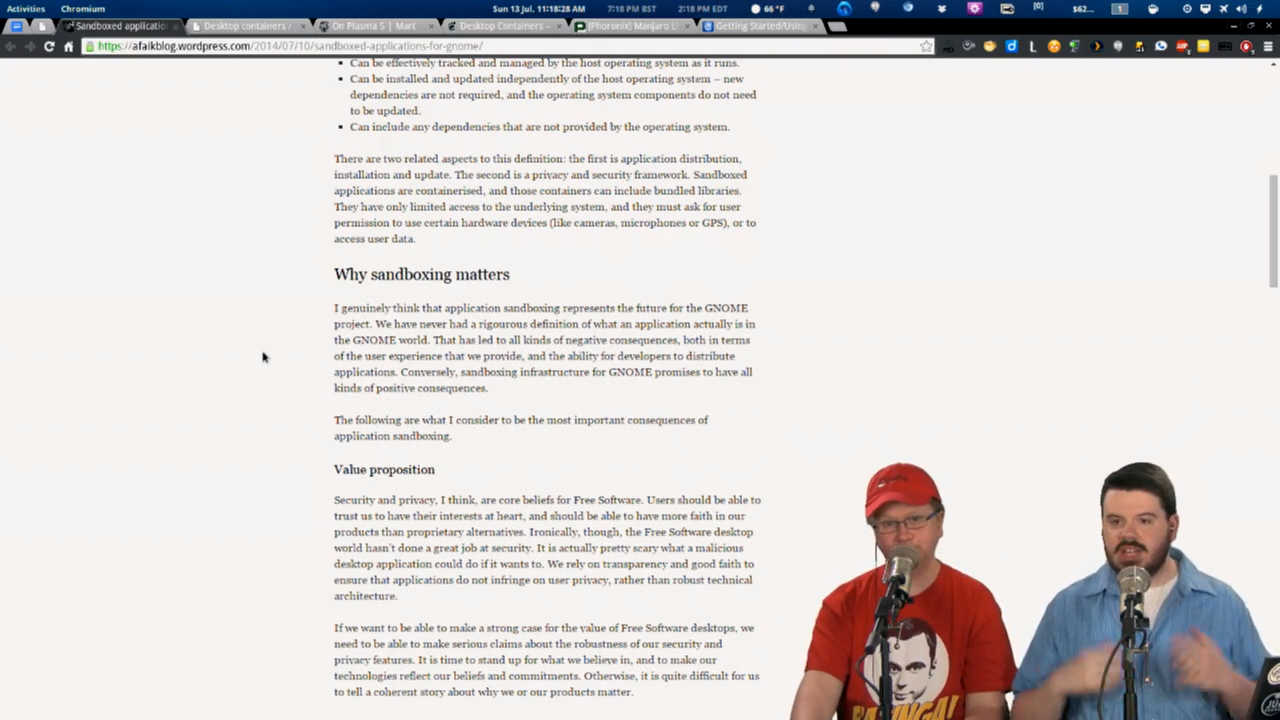 Activities Chromium Sun 13 Jul, 11:18:28 AM 7:18 PM BST 2:18 PM EDT 66 °F $62... 1
Sandboxed applicatio Desktop containers / On Plasma 5 | Mart Desktop Containers – [Phoronix] Manjaro Li Getting Started/Using
https://afaikblog.wordpress.com/2014/07/10/sandboxed-applications-for-gnome/
▪ Can be effectively tracked and managed by the host operating system as it runs.
▪ Can be installed and updated independently of the host operating system – new
dependencies are not required, and the operating system components do not need
to be updated.
▪ Can include any dependencies that are not provided by the operating system.
There are two related aspects to this definition: the first is application distribution,
installation and update. The second is a privacy and security framework. Sandboxed
applications are containerised, and those containers can include bundled libraries.
They have only limited access to the underlying system, and they must ask for user
permission to use certain hardware devices (like cameras, microphones or GPS), or to
access user data.
Why sandboxing matters
I genuinely think that application sandboxing represents the future for the GNOME
project. We have never had a rigourous definition of what an application actually is in
the GNOME world. That has led to all kinds of negative consequences, both in terms
of the user experience that we provide, and the ability for developers to distribute
applications. Conversely, sandboxing infrastructure for GNOME promises to have all
kinds of positive consequences.
The following are what I consider to be the most important consequences of
application sandboxing.
Value proposition
Security and privacy, I think, are core beliefs for Free Software. Users should be able to
trust us to have their interests at heart, and should be able to have more faith in our
products than proprietary alternatives. Ironically, though, the Free Software desktop
world hasn't done a great job at security. It is actually pretty scary what a malicious
desktop application could do if it wants to. We rely on transparency and good faith to
ensure that applications do not infringe on user privacy, rather than robust technical
architecture.
If we want to be able to make a strong case for the value of Free Software desktops, we
need to be able to make serious claims about the robustness of our security and
privacy features. It is time to stand up for what we believe in, and to make our
technologies reflect our beliefs and commitments. Otherwise, it is quite difficult for us
to tell a coherent story about why we or our products matter.
BAZINGA!